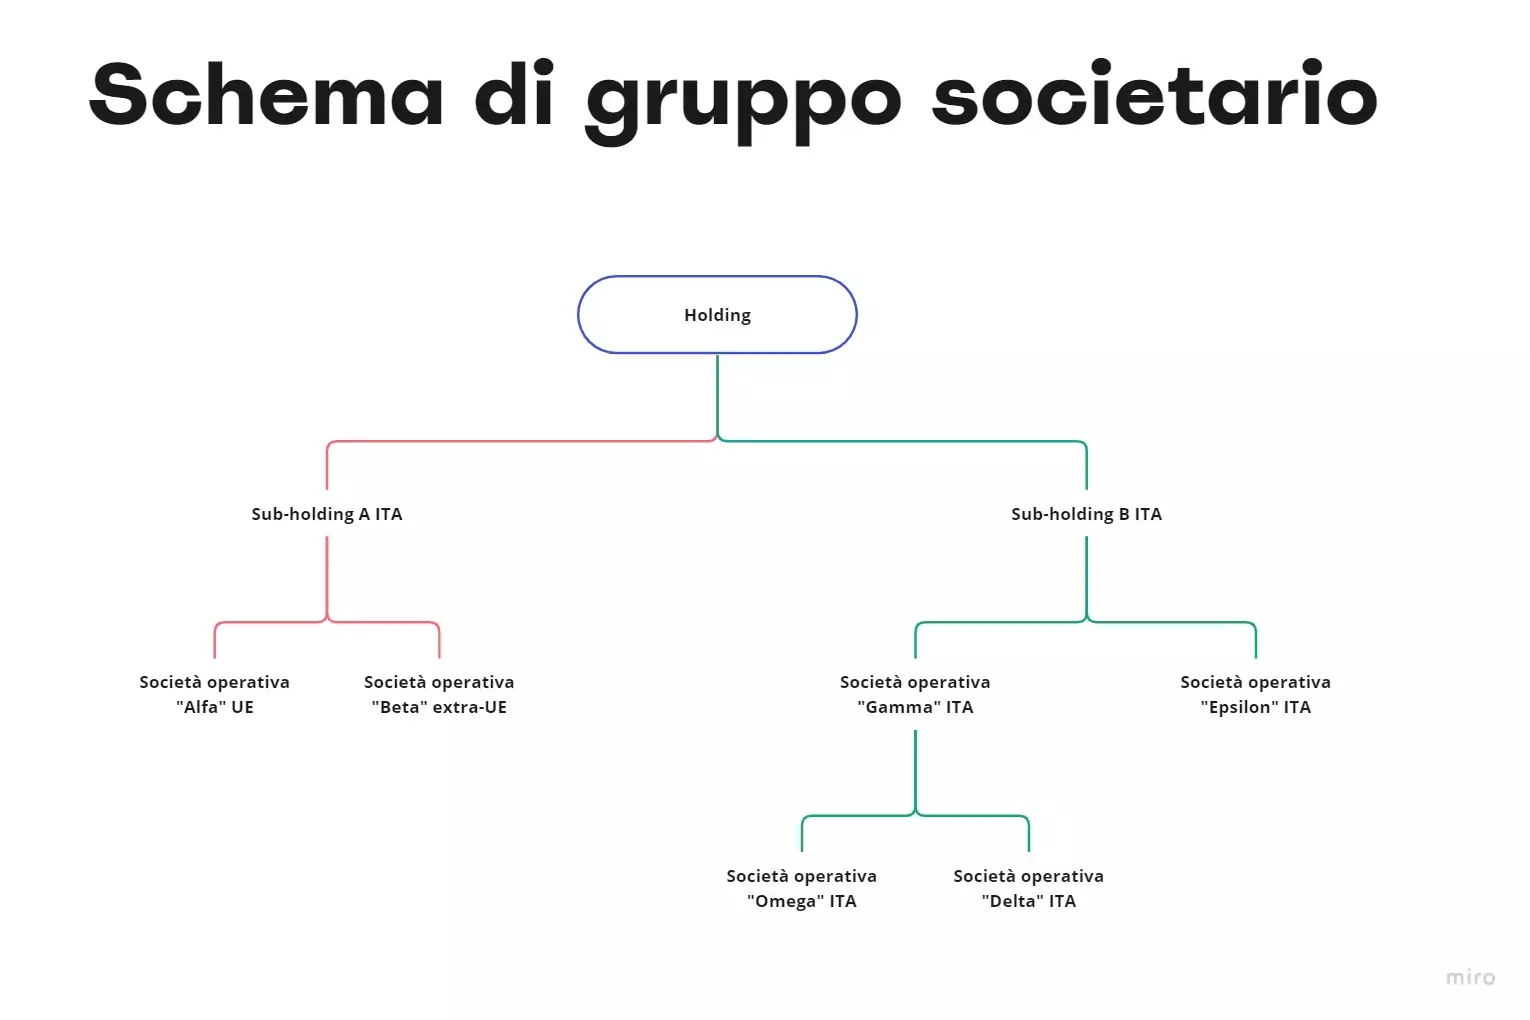 Schema di gruppo societario
Holding
Sub-holding A ITA
Sub-holding B ITA
Società operativa
"Alfa" UE
Società operativa
"Beta" extra-UE
Società operativa
"Gamma" ITA
Società operativa
"Epsilon" ITA
Società operativa
"Omega" ITA
Società operativa
"Delta" ITA
miro